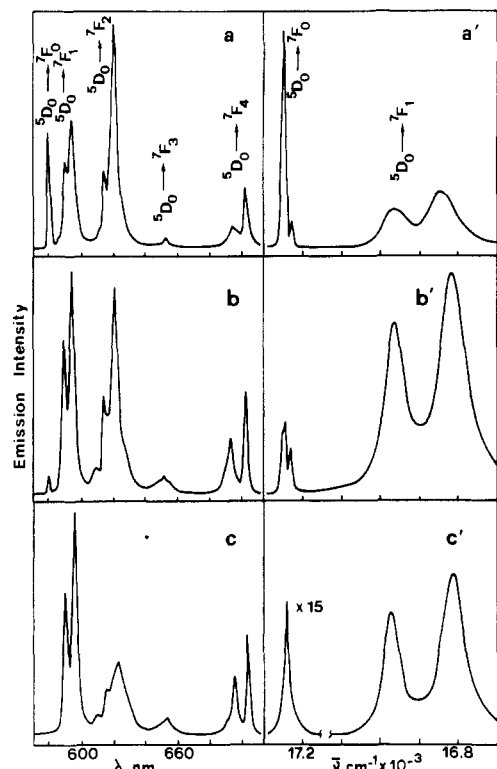 Emission Intensity
a
⁵D₀ → ⁷F₀
⁵D₀ → ⁷F₁
⁵D₀ → ⁷F₂
⁵D₀ → ⁷F₃
⁵D₀ → ⁷F₄
a′
⁵D₀ → ⁷F₀
⁵D₀ → ⁷F₁
b
b′
c
c′
x 15
600 660 17.2 16.8
λ nm ν̄ cm⁻¹ × 10⁻³